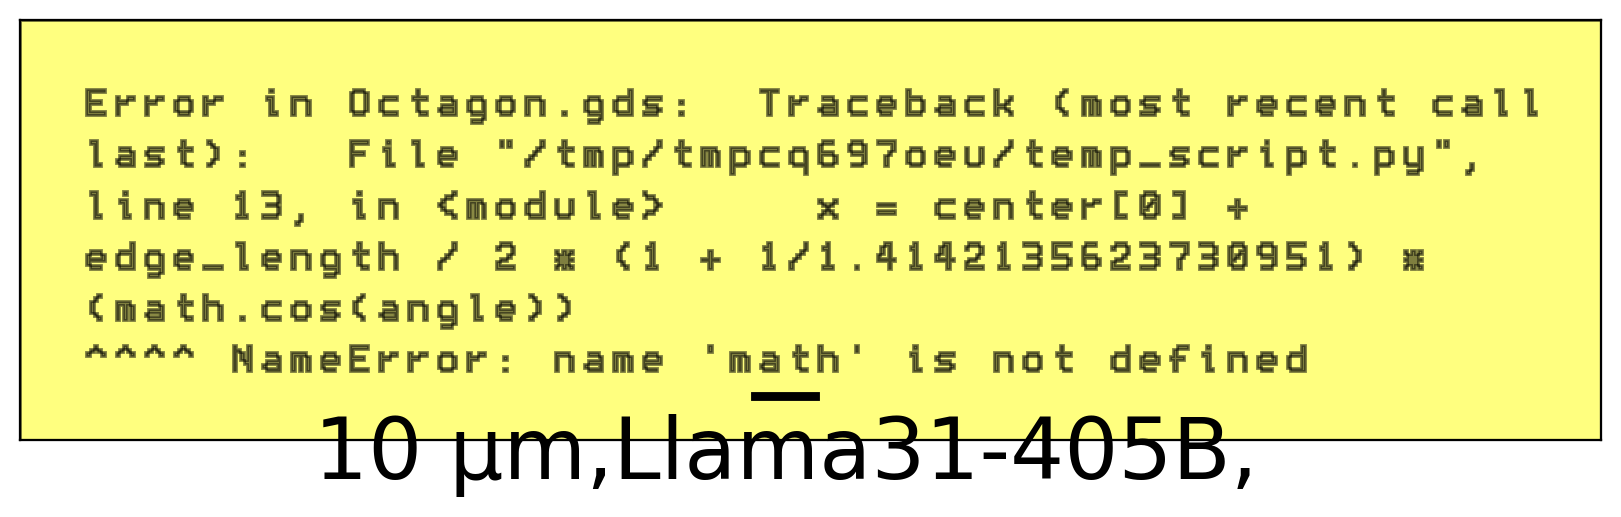 Error in Octagon.gds:  Traceback (most recent call
last):   File "/tmp/tmpcq697oeu/temp_script.py",
line 13, in <module>     x = center[0] +
edge_length / 2 * (1 + 1/1.4142135623730951) *
(math.cos(angle))
^^^^ NameError: name 'math' is not defined
10 μm,Llama31-405B,